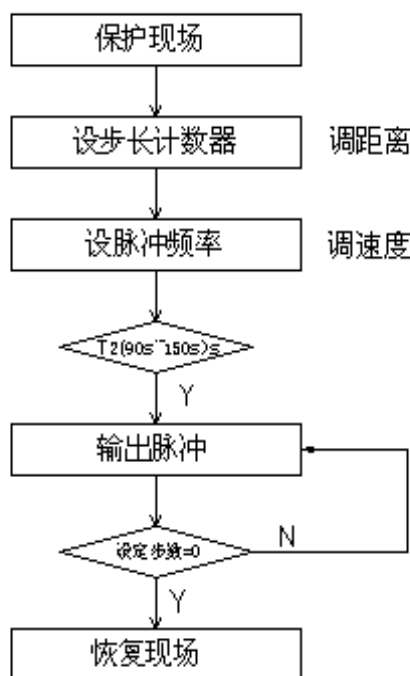 保护现场
设步长计数器 调距离
设脉冲频率 调速度
T2(90s~150s)s
Y
输出脉冲
设定步数=0 N
Y
恢复现场